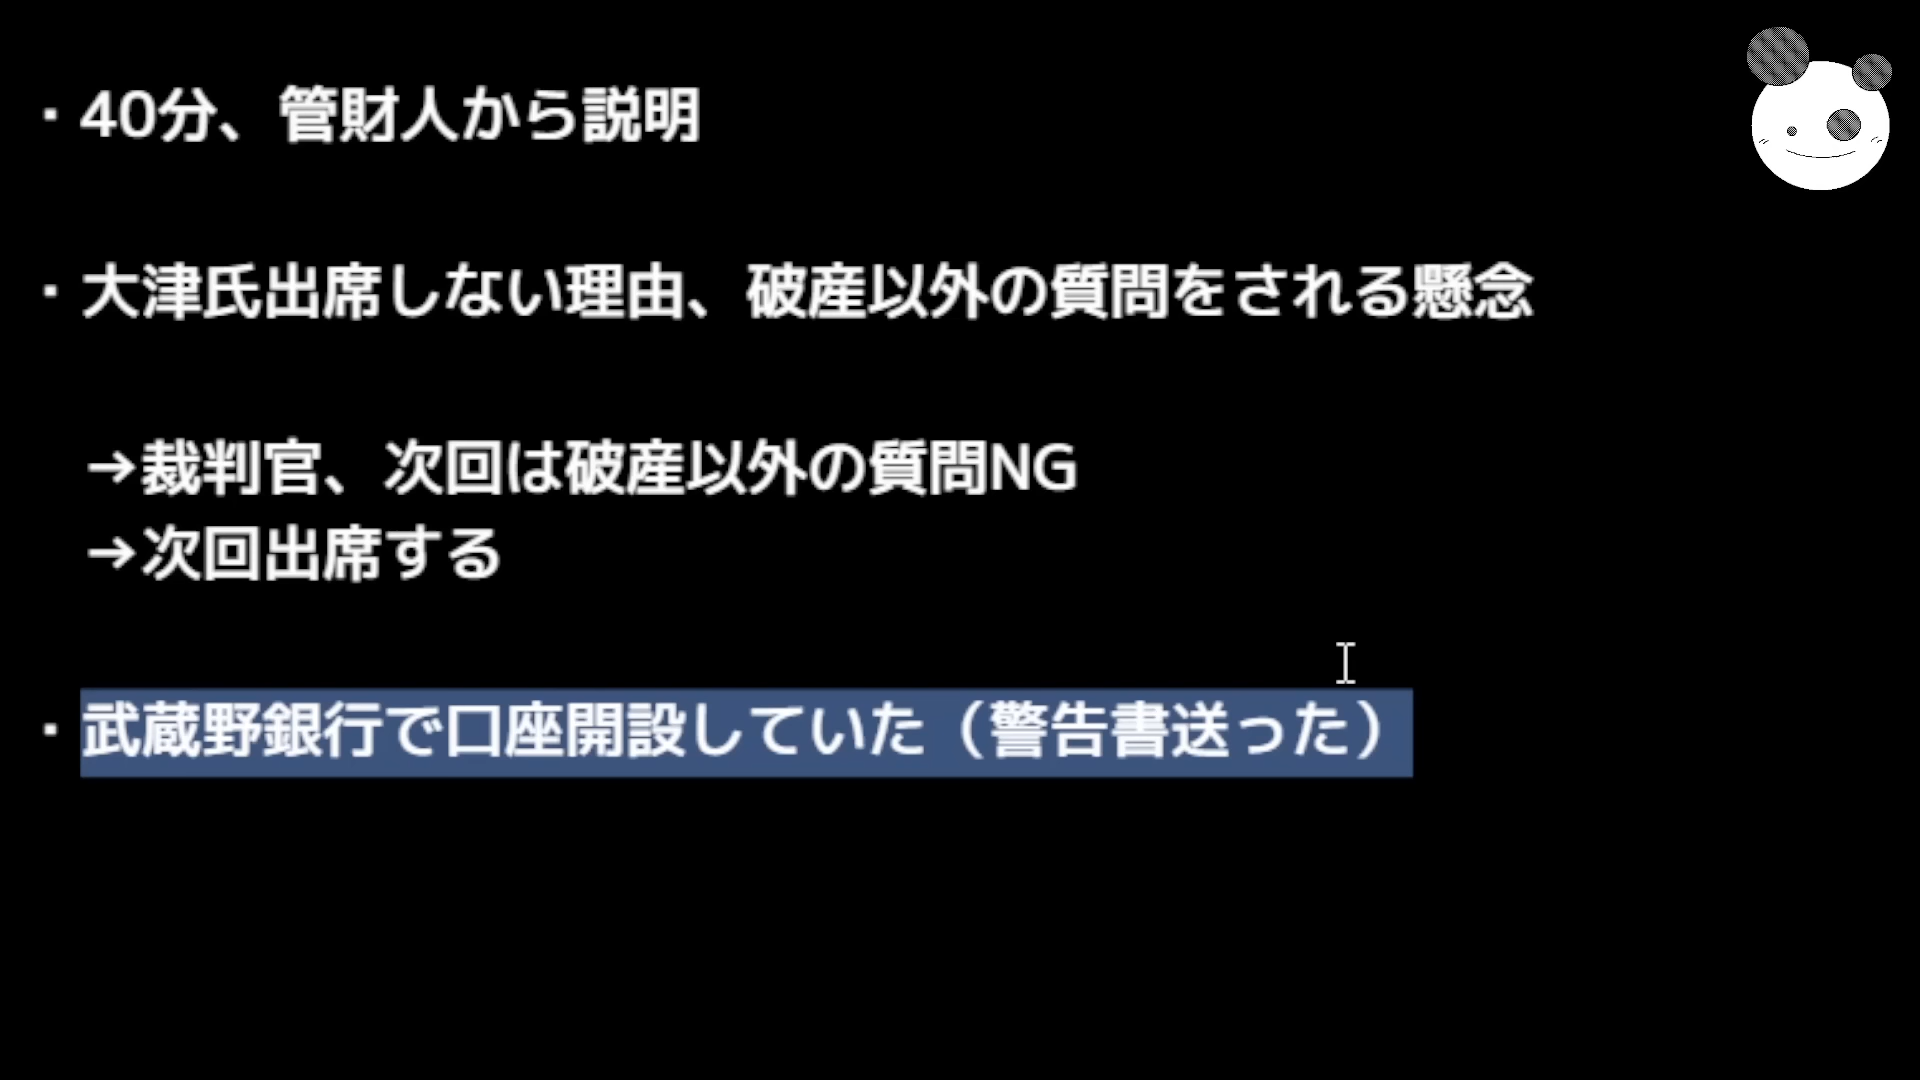 ・40分、管財人から説明
・大津氏出席しない理由、破産以外の質問をされる懸念
→裁判官、次回は破産以外の質問NG
→次回出席する
・武蔵野銀行で口座開設していた（警告書送った）